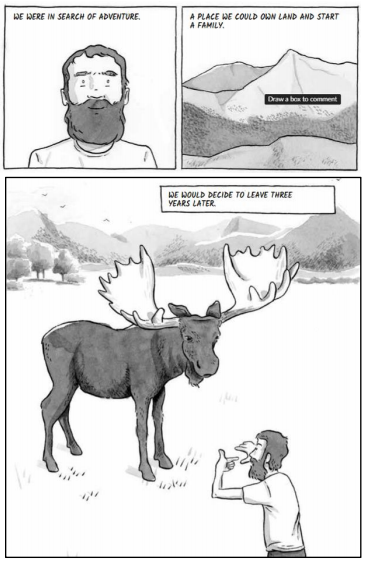 WE WERE IN SEARCH OF ADVENTURE.
A PLACE WE COULD OWN LAND AND START
A FAMILY.
Draw a box to comment
WE WOULD DECIDE TO LEAVE THREE
YEARS LATER.